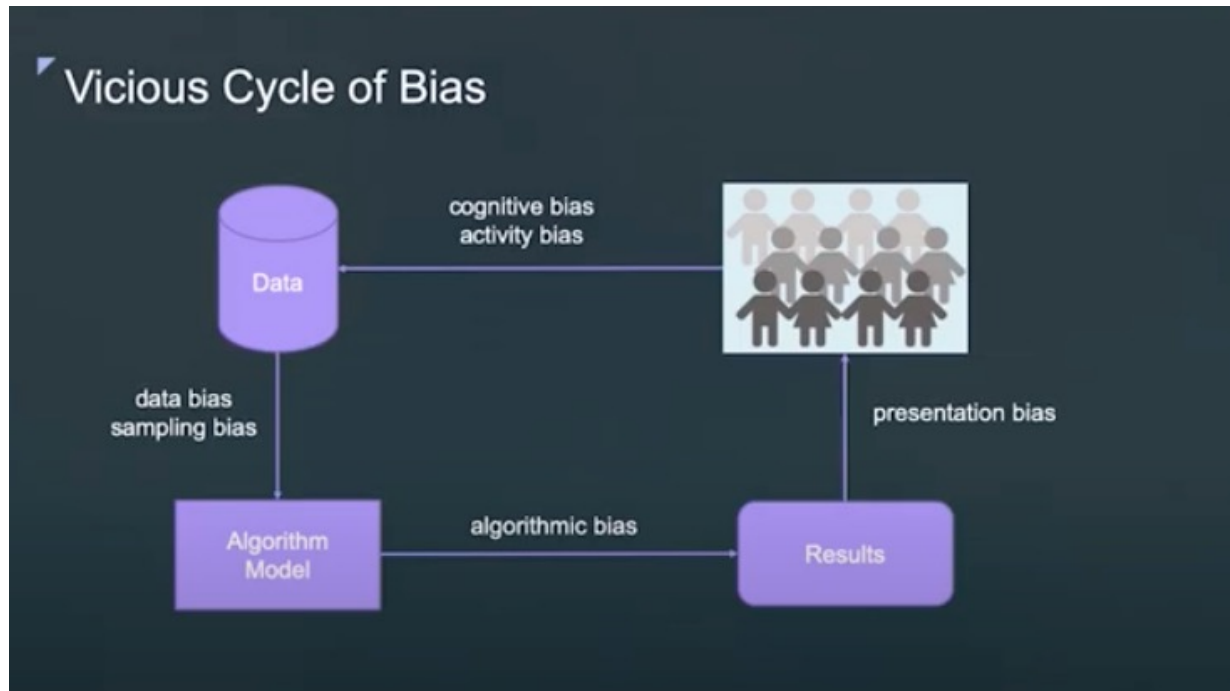 Vicious Cycle of Bias
cognitive bias
activity bias
Data
data bias
sampling bias
presentation bias
Algorithm
Model
algorithmic bias
Results